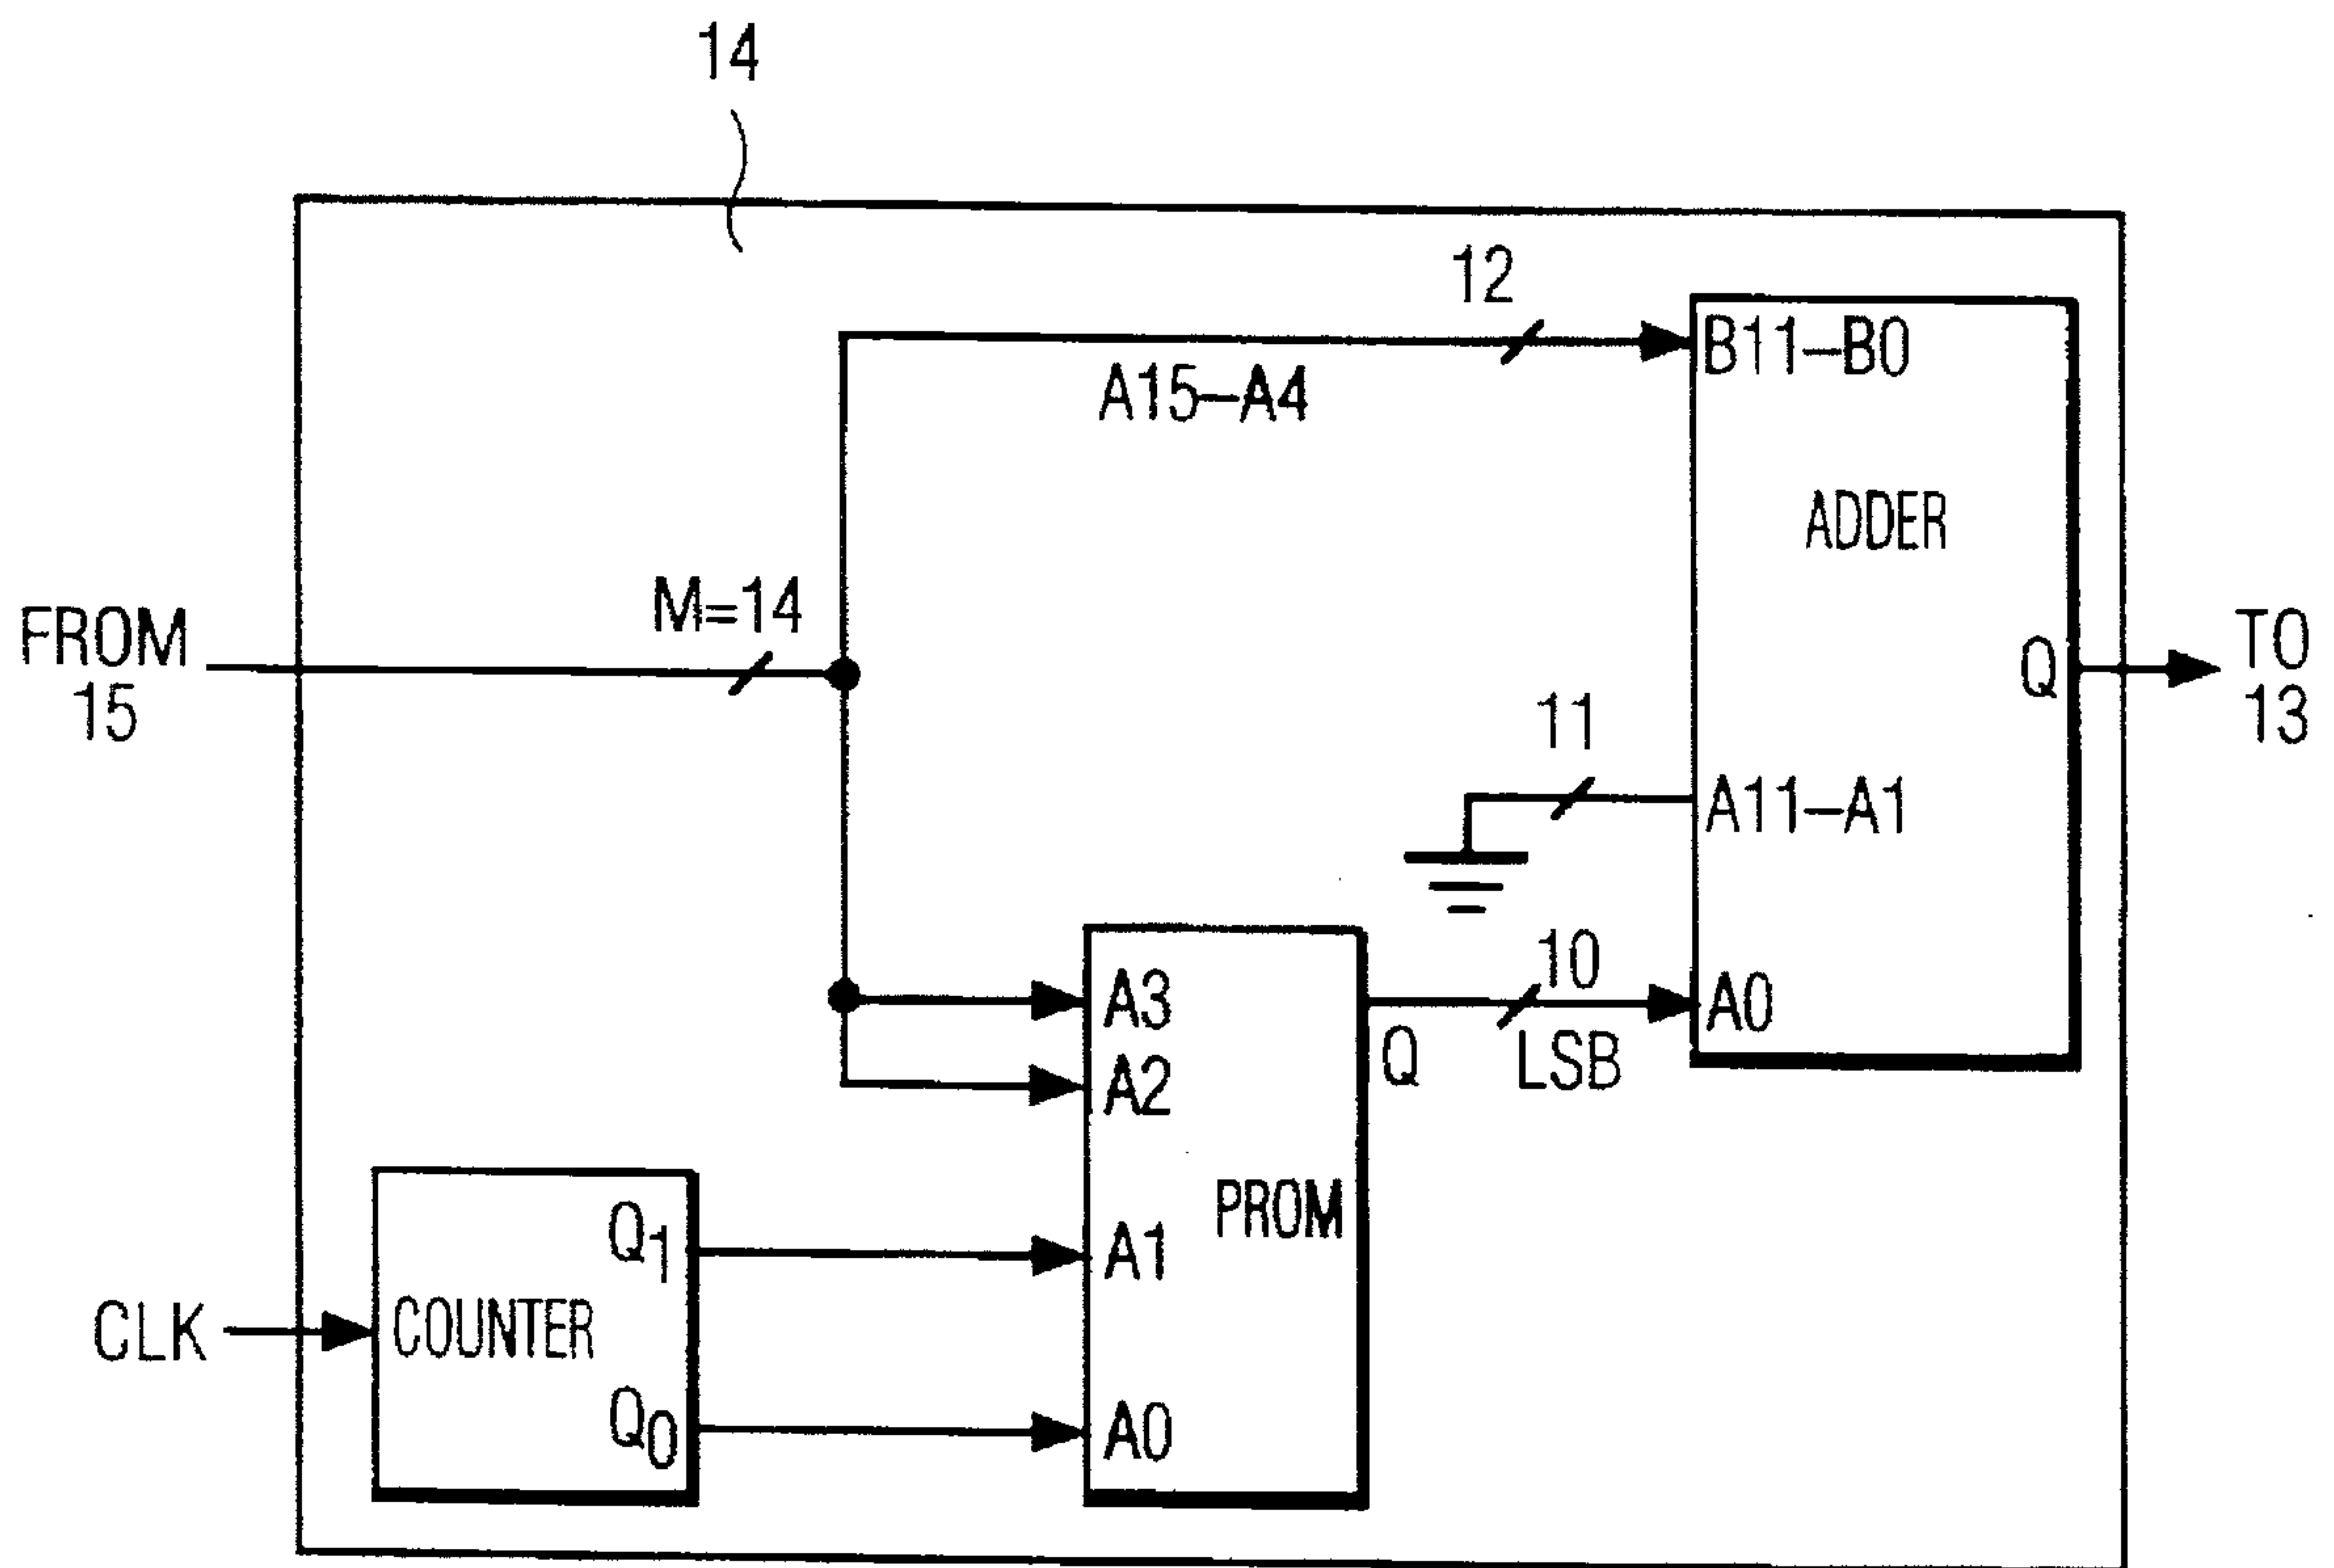 14
12
B11–B0
A15–A4
ADDER
M=14
FROM
15
Q
TO
13
11
A11–A1
10
A3
A0
Q
LSB
A2
PROM
Q1
A1
CLK
COUNTER
Q0
A0